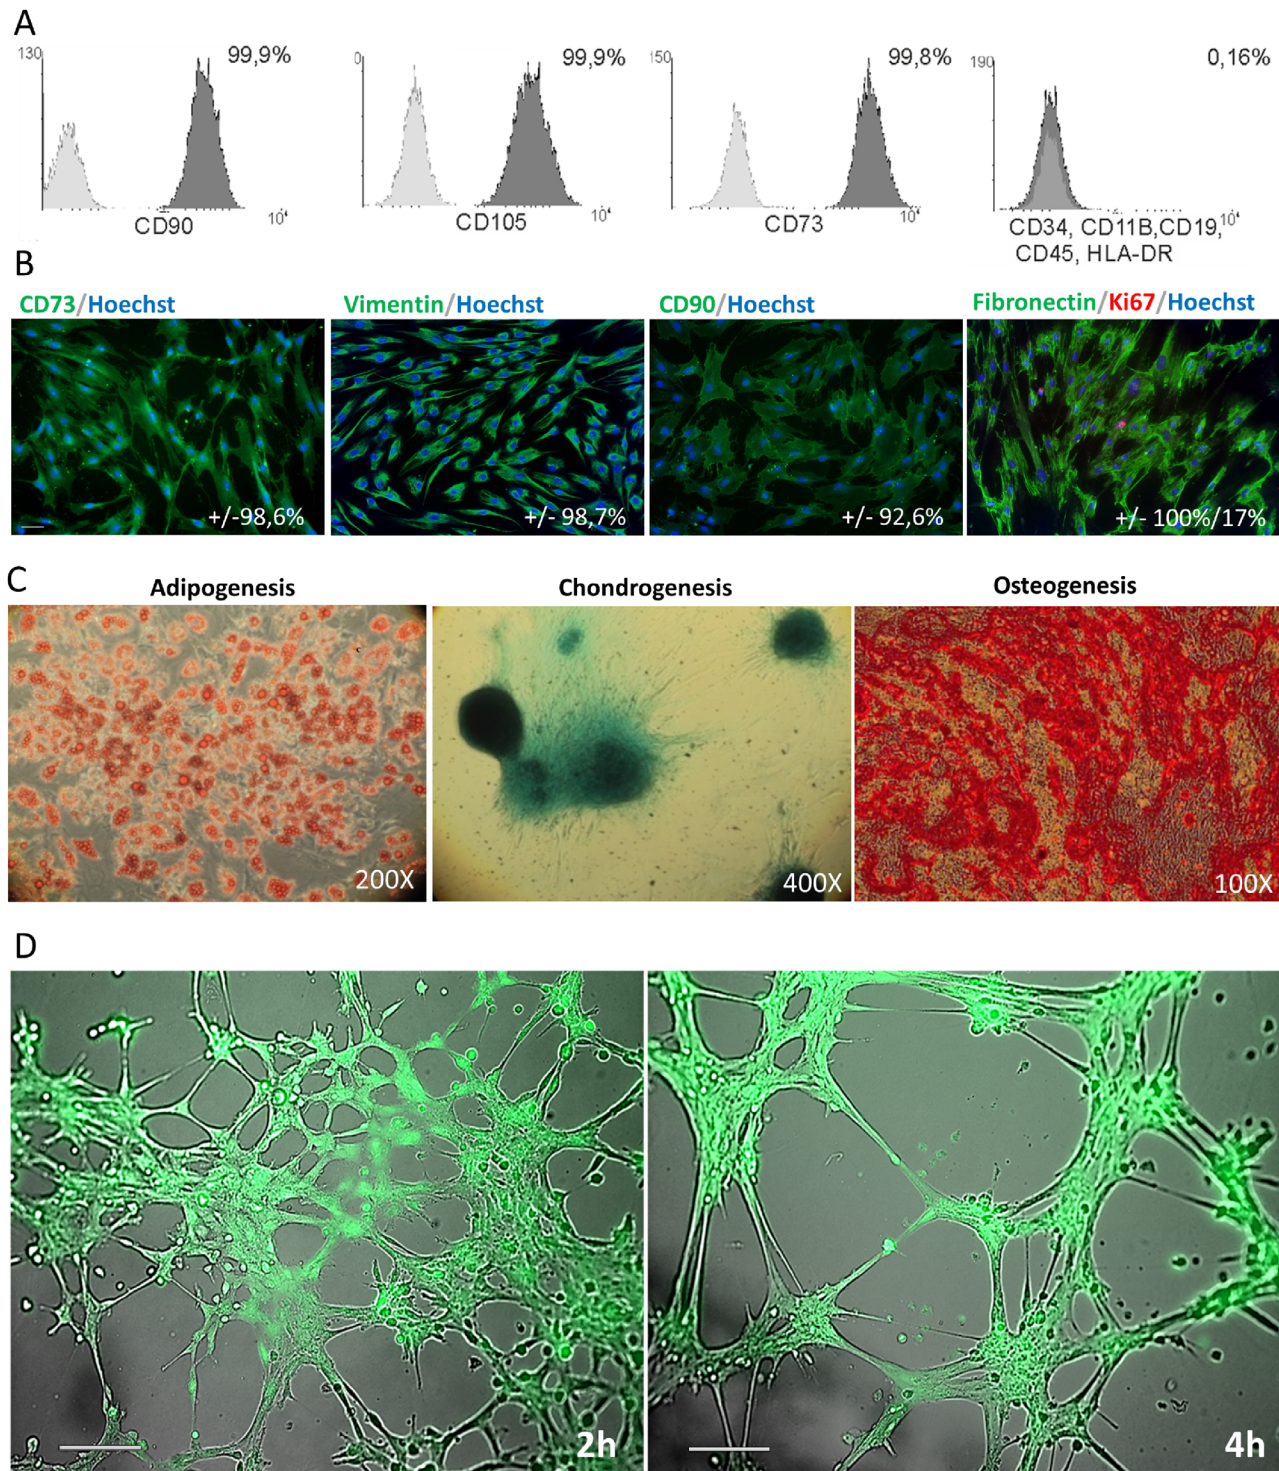 A
130
99,9%
CD90
10⁴
0
99,9%
CD105
10⁴
150
99,8%
CD73
10⁴
190
0,16%
CD34, CD11B,CD19,
10⁴
CD45, HLA-DR
B
CD73/Hoechst
Vimentin/Hoechst
CD90/Hoechst
Fibronectin/Ki67/Hoechst
+/-98,6%
+/- 98,7%
+/- 92,6%
+/- 100%/17%
C
Adipogenesis
Chondrogenesis
Osteogenesis
200X
400X
100X
D
2h
4h